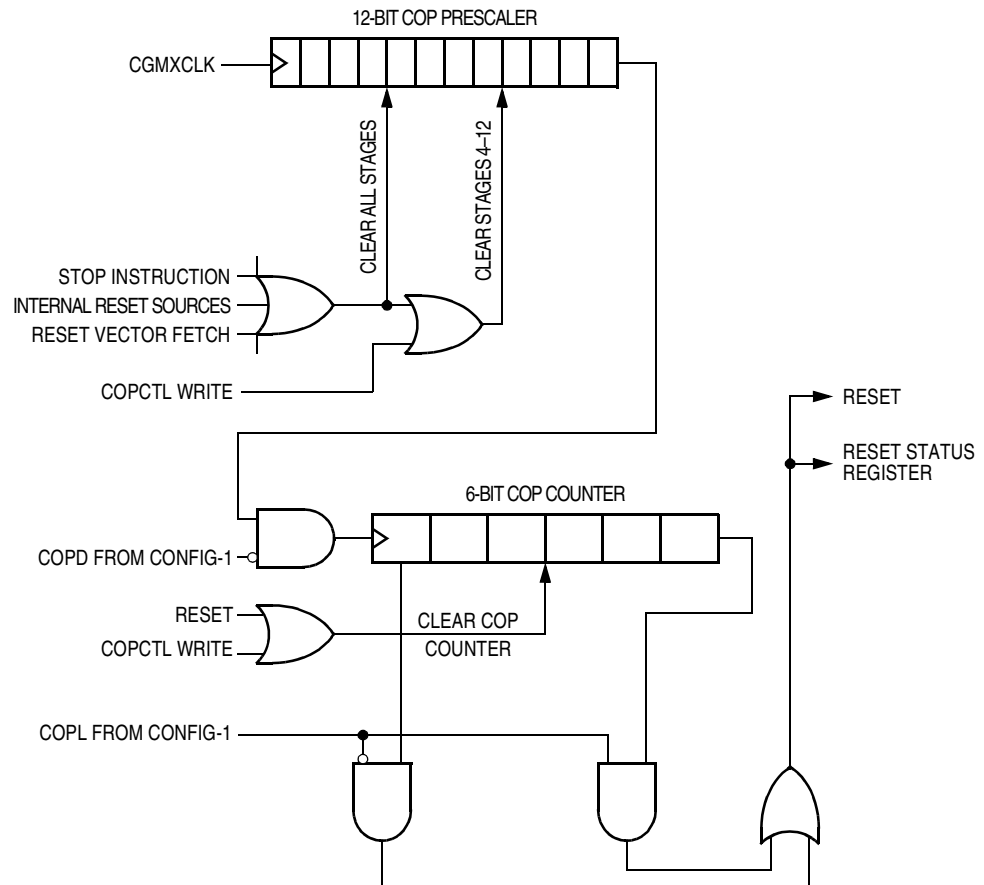 12-BIT COP PRESCALER
CGMXCLK
CLEAR ALL STAGES
CLEAR STAGES 4–12
STOP INSTRUCTION
INTERNAL RESET SOURCES
RESET VECTOR FETCH
COPCTL WRITE
RESET
RESET STATUS
REGISTER
6-BIT COP COUNTER
COPD FROM CONFIG-1
RESET
COPCTL WRITE
CLEAR COP
COUNTER
COPL FROM CONFIG-1